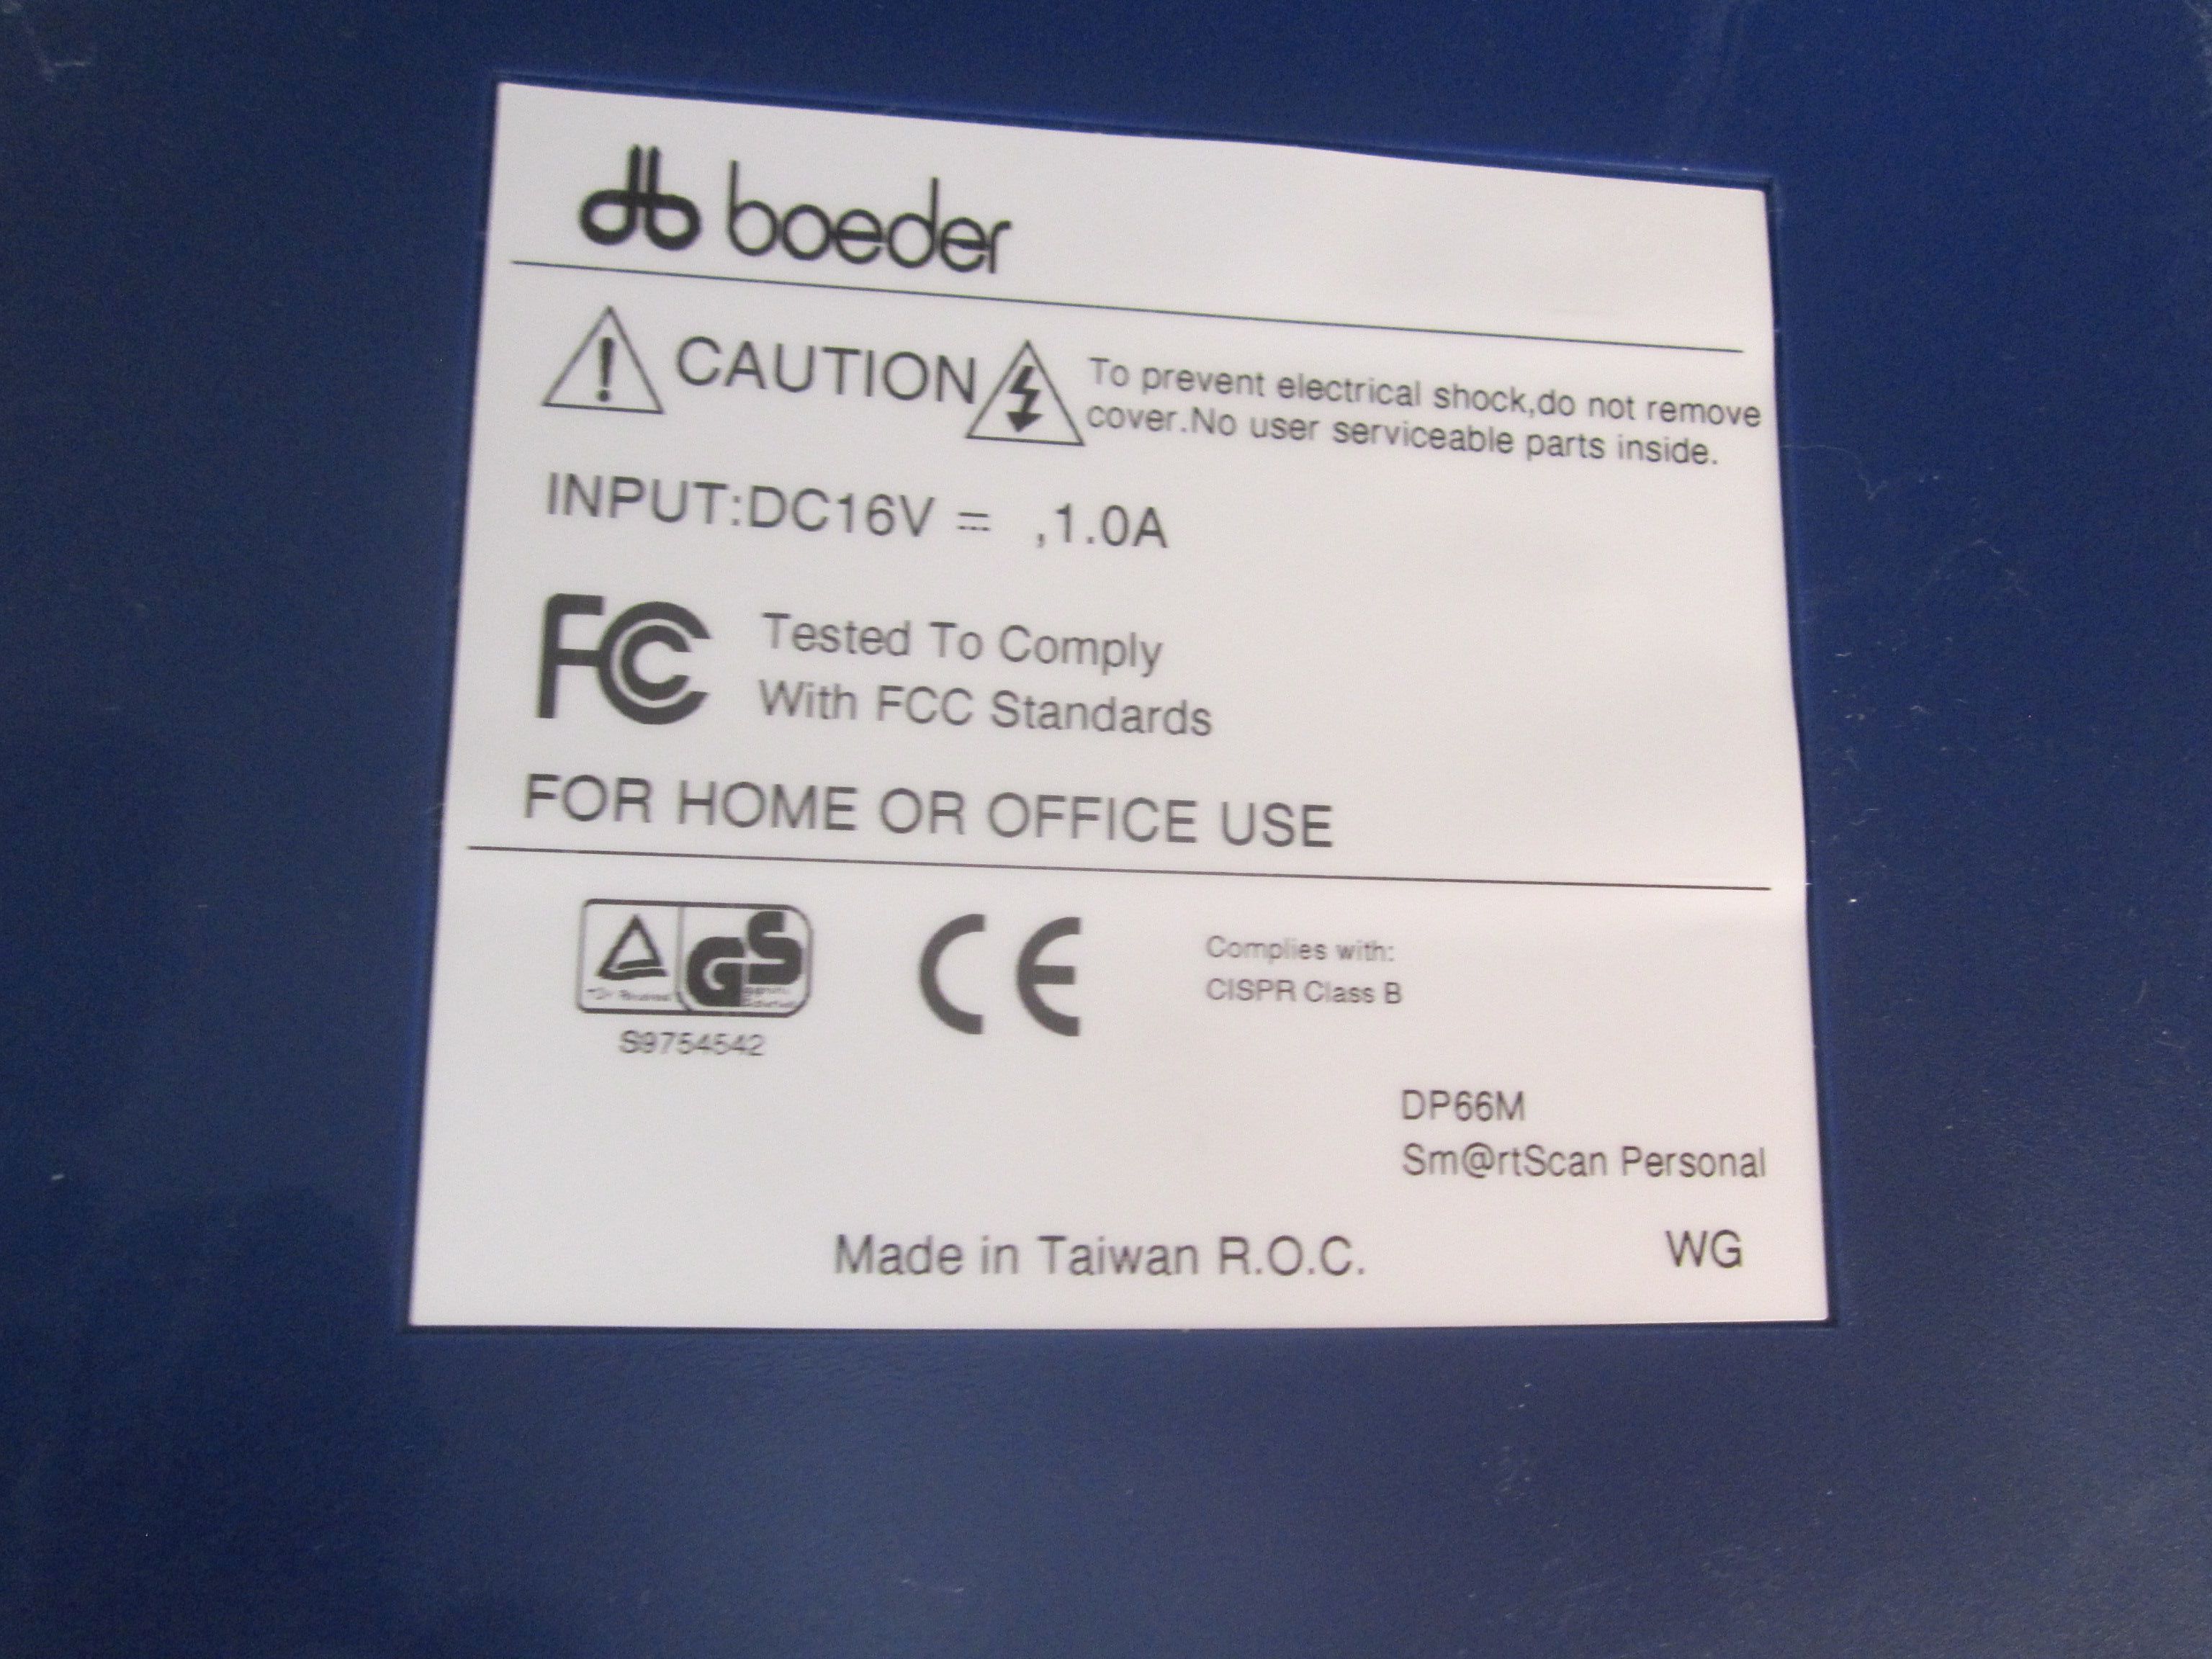 boeder
CAUTION
To prevent electrical shock,do not remove
cover.No user serviceable parts inside.
INPUT:DC16V ⎓ ,1.0A
FC Tested To Comply
With FCC Standards
FOR HOME OR OFFICE USE
GS
S9754542
CE
Complies with:
CISPR Class B
DP66M
Sm@rtScan Personal
Made in Taiwan R.O.C. WG